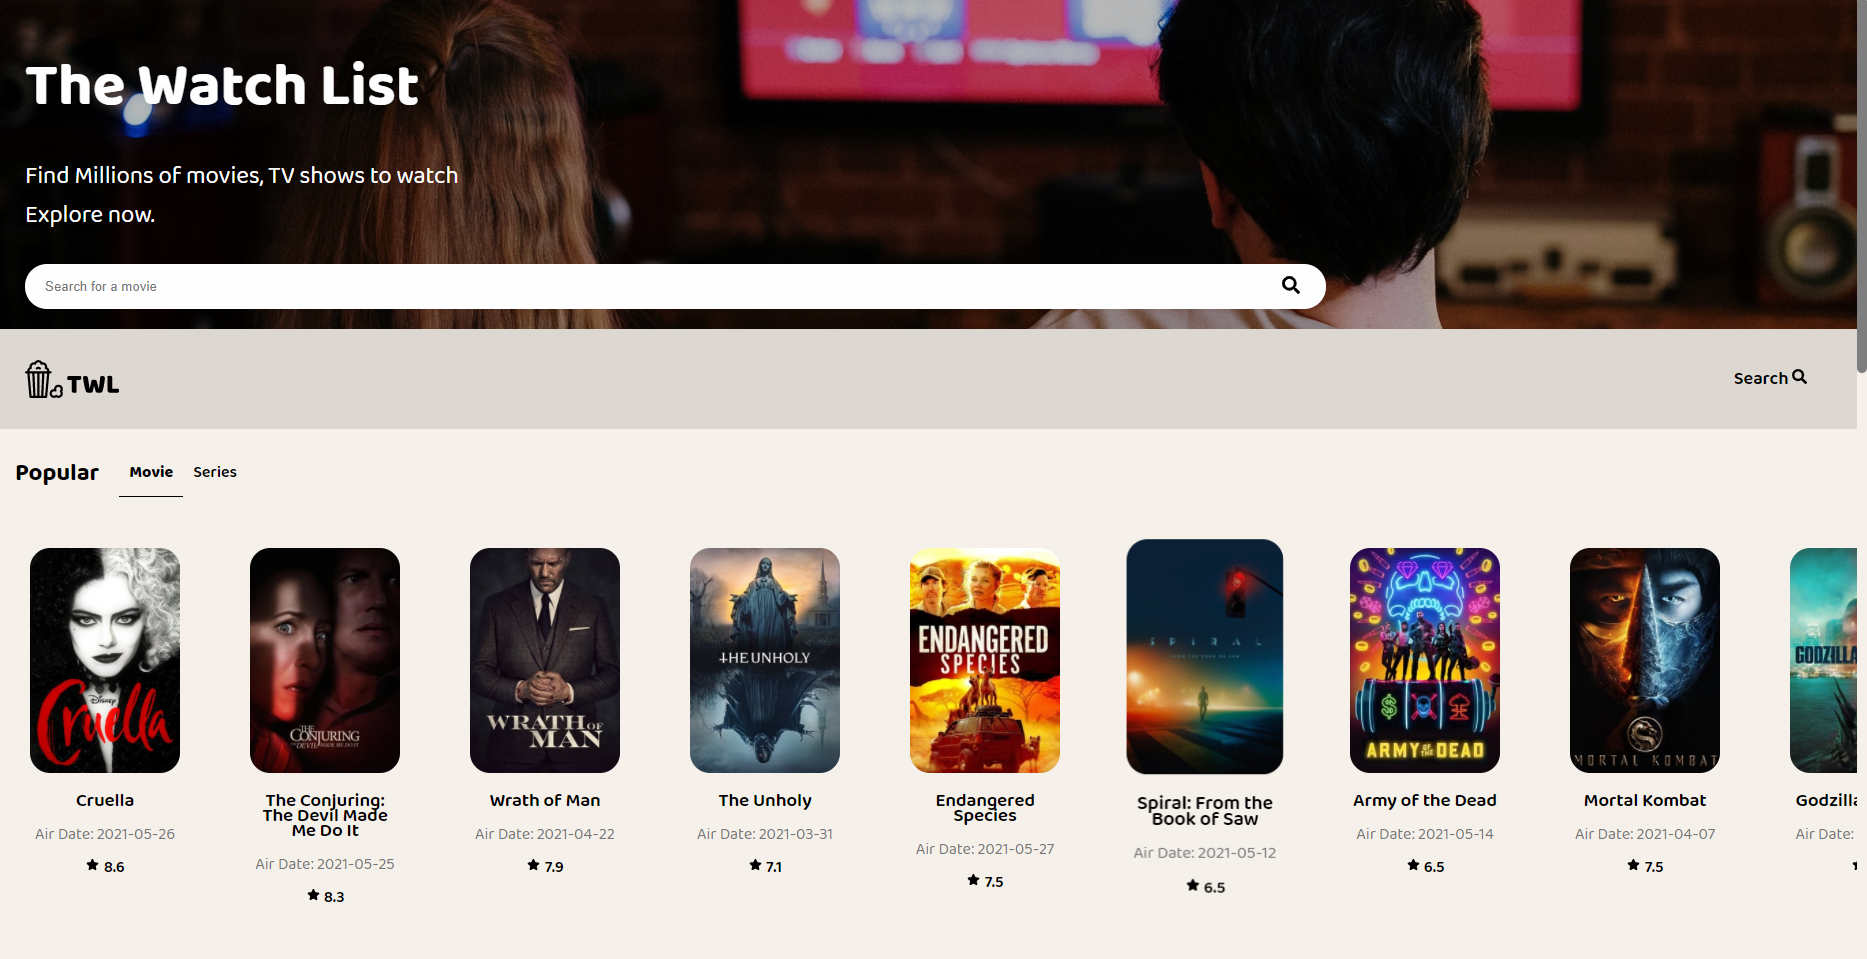 The Watch List
Find Millions of movies, TV shows to watch
Explore now.
Search for a movie
TWL
Search
Popular
Movie
Series
Disney
Cruella
THE
CONJURING
THE DEVIL MADE ME DO IT
WRATH OF
MAN
THE UNHOLY
ENDANGERED
SPECIES
SPIRAL
FROM THE BOOK OF SAW
ARMY OF THE DEAD
MORTAL KOMBAT
GODZILLA
Cruella
Air Date: 2021-05-26
8.6
The Conjuring:
The Devil Made
Me Do It
Air Date: 2021-05-25
8.3
Wrath of Man
Air Date: 2021-04-22
7.9
The Unholy
Air Date: 2021-03-31
7.1
Endangered
Species
Air Date: 2021-05-27
7.5
Spiral: From the
Book of Saw
Air Date: 2021-05-12
6.5
Army of the Dead
Air Date: 2021-05-14
6.5
Mortal Kombat
Air Date: 2021-04-07
7.5
Godzilla
Air Date: